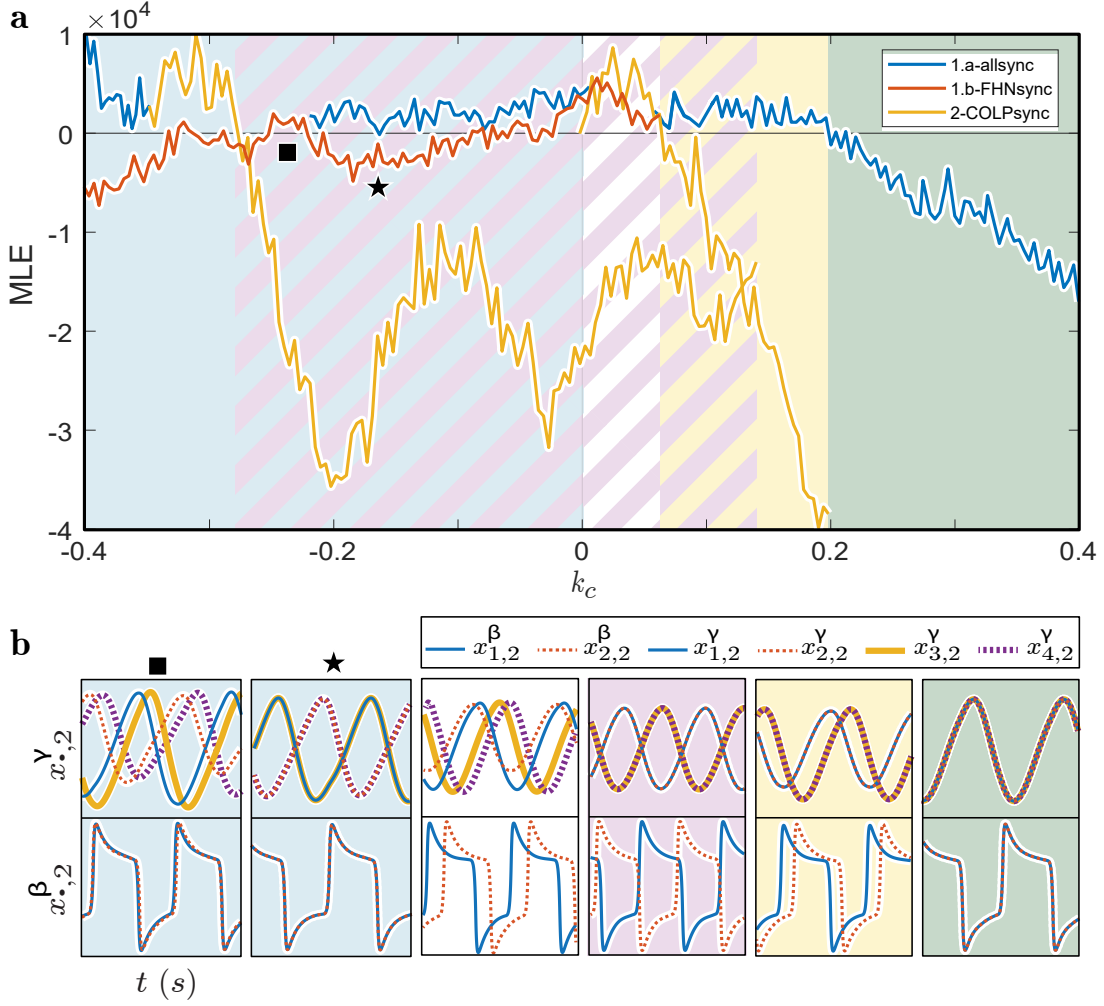 a
×10⁴
1
0
-1
-2
-3
-4
MLE
1.a-allsync
1.b-FHNsync
2-COLPsync
-0.4
-0.2
0
0.2
0.4
k_c
b
x^β_{1,2} x^β_{2,2} x^γ_{1,2} x^γ_{2,2} x^γ_{3,2} x^γ_{4,2}
x^γ_{•,2}
x^β_{•,2}
t (s)